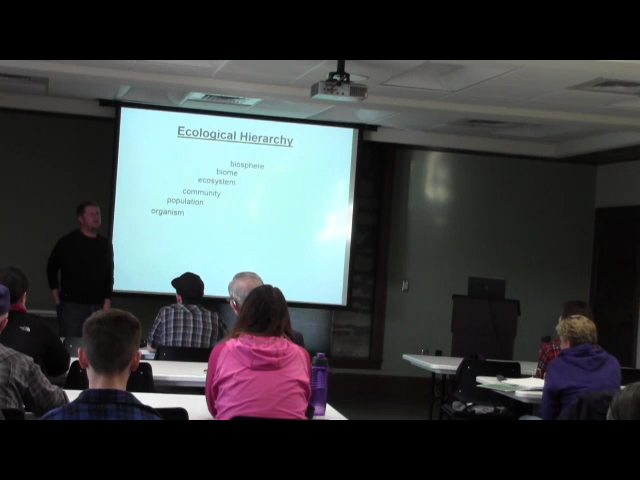 Ecological Hierarchy
biosphere
biome
ecosystem
community
population
organism